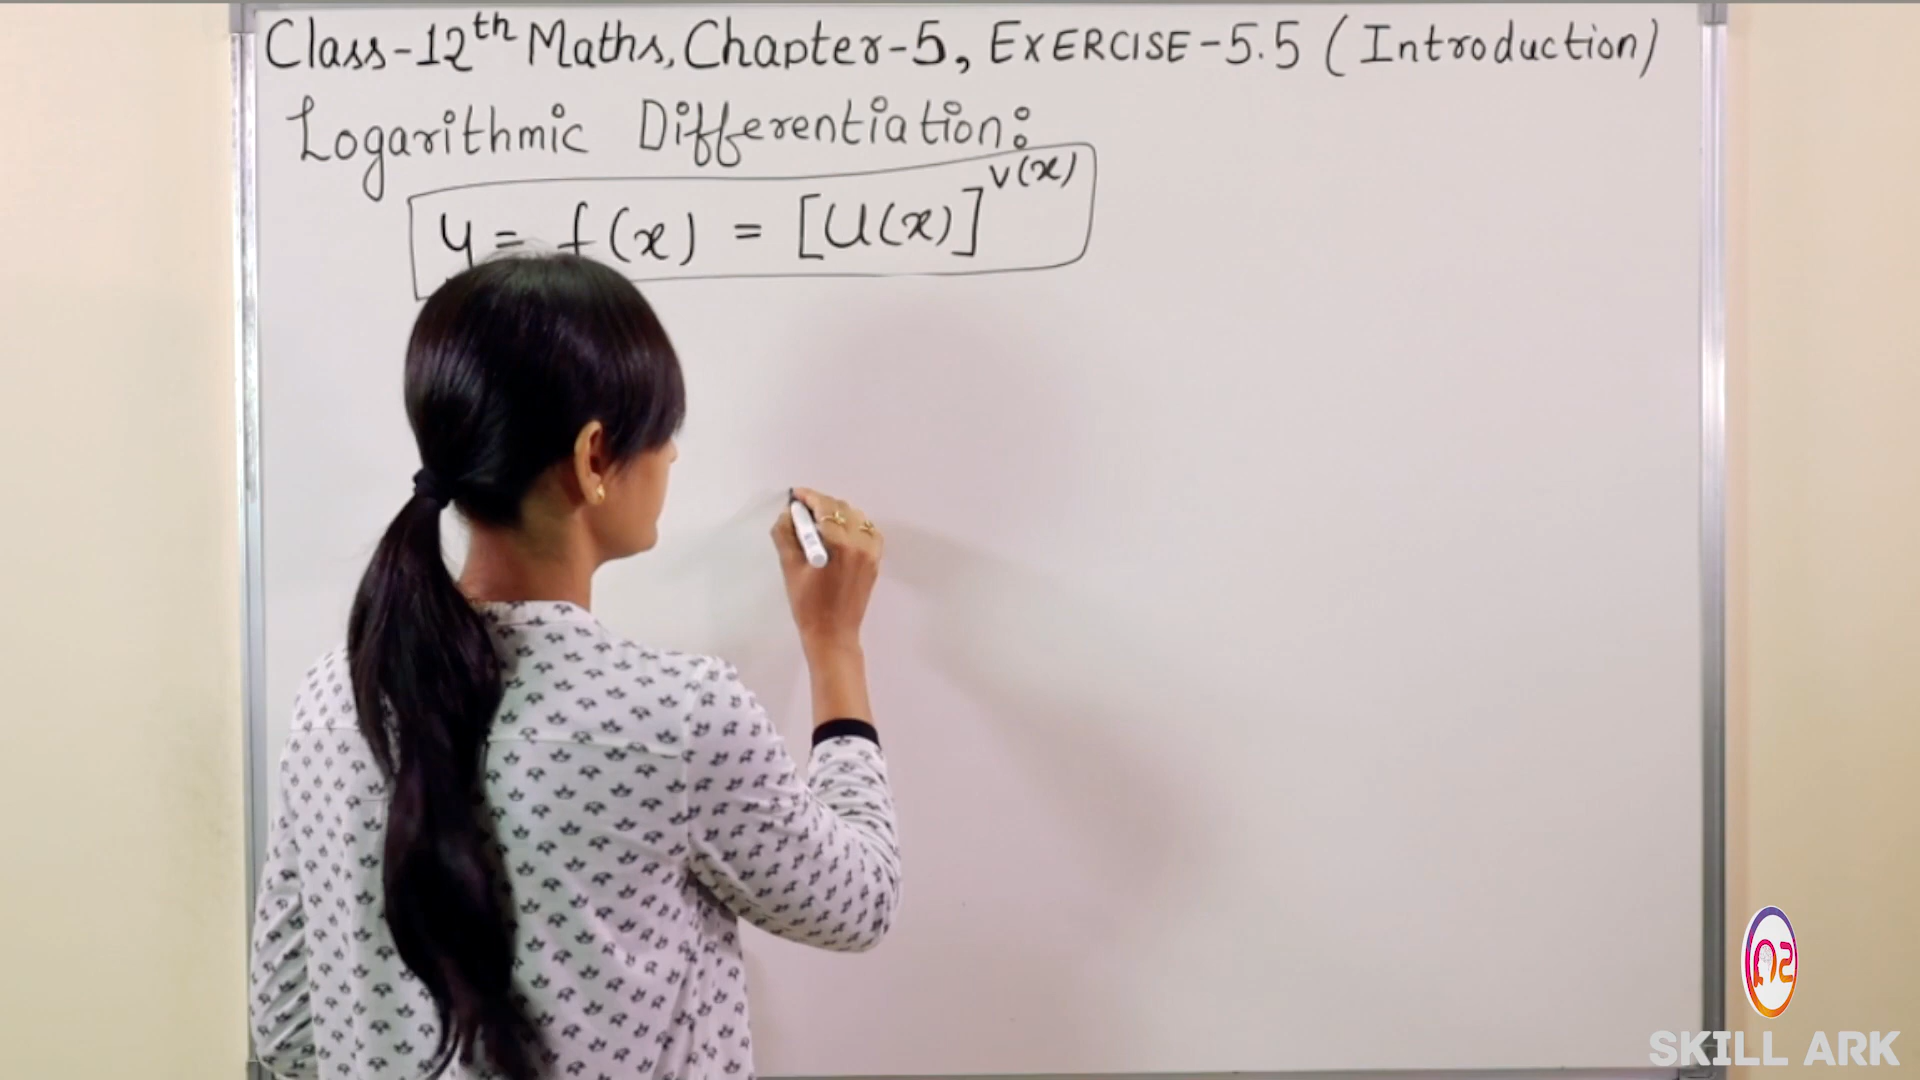 Class-12th Maths, Chapter-5, EXERCISE-5.5 (Introduction)
Logarithmic Differentiation:
y = f(x) = [U(x)]^v(x)
SKILL ARK